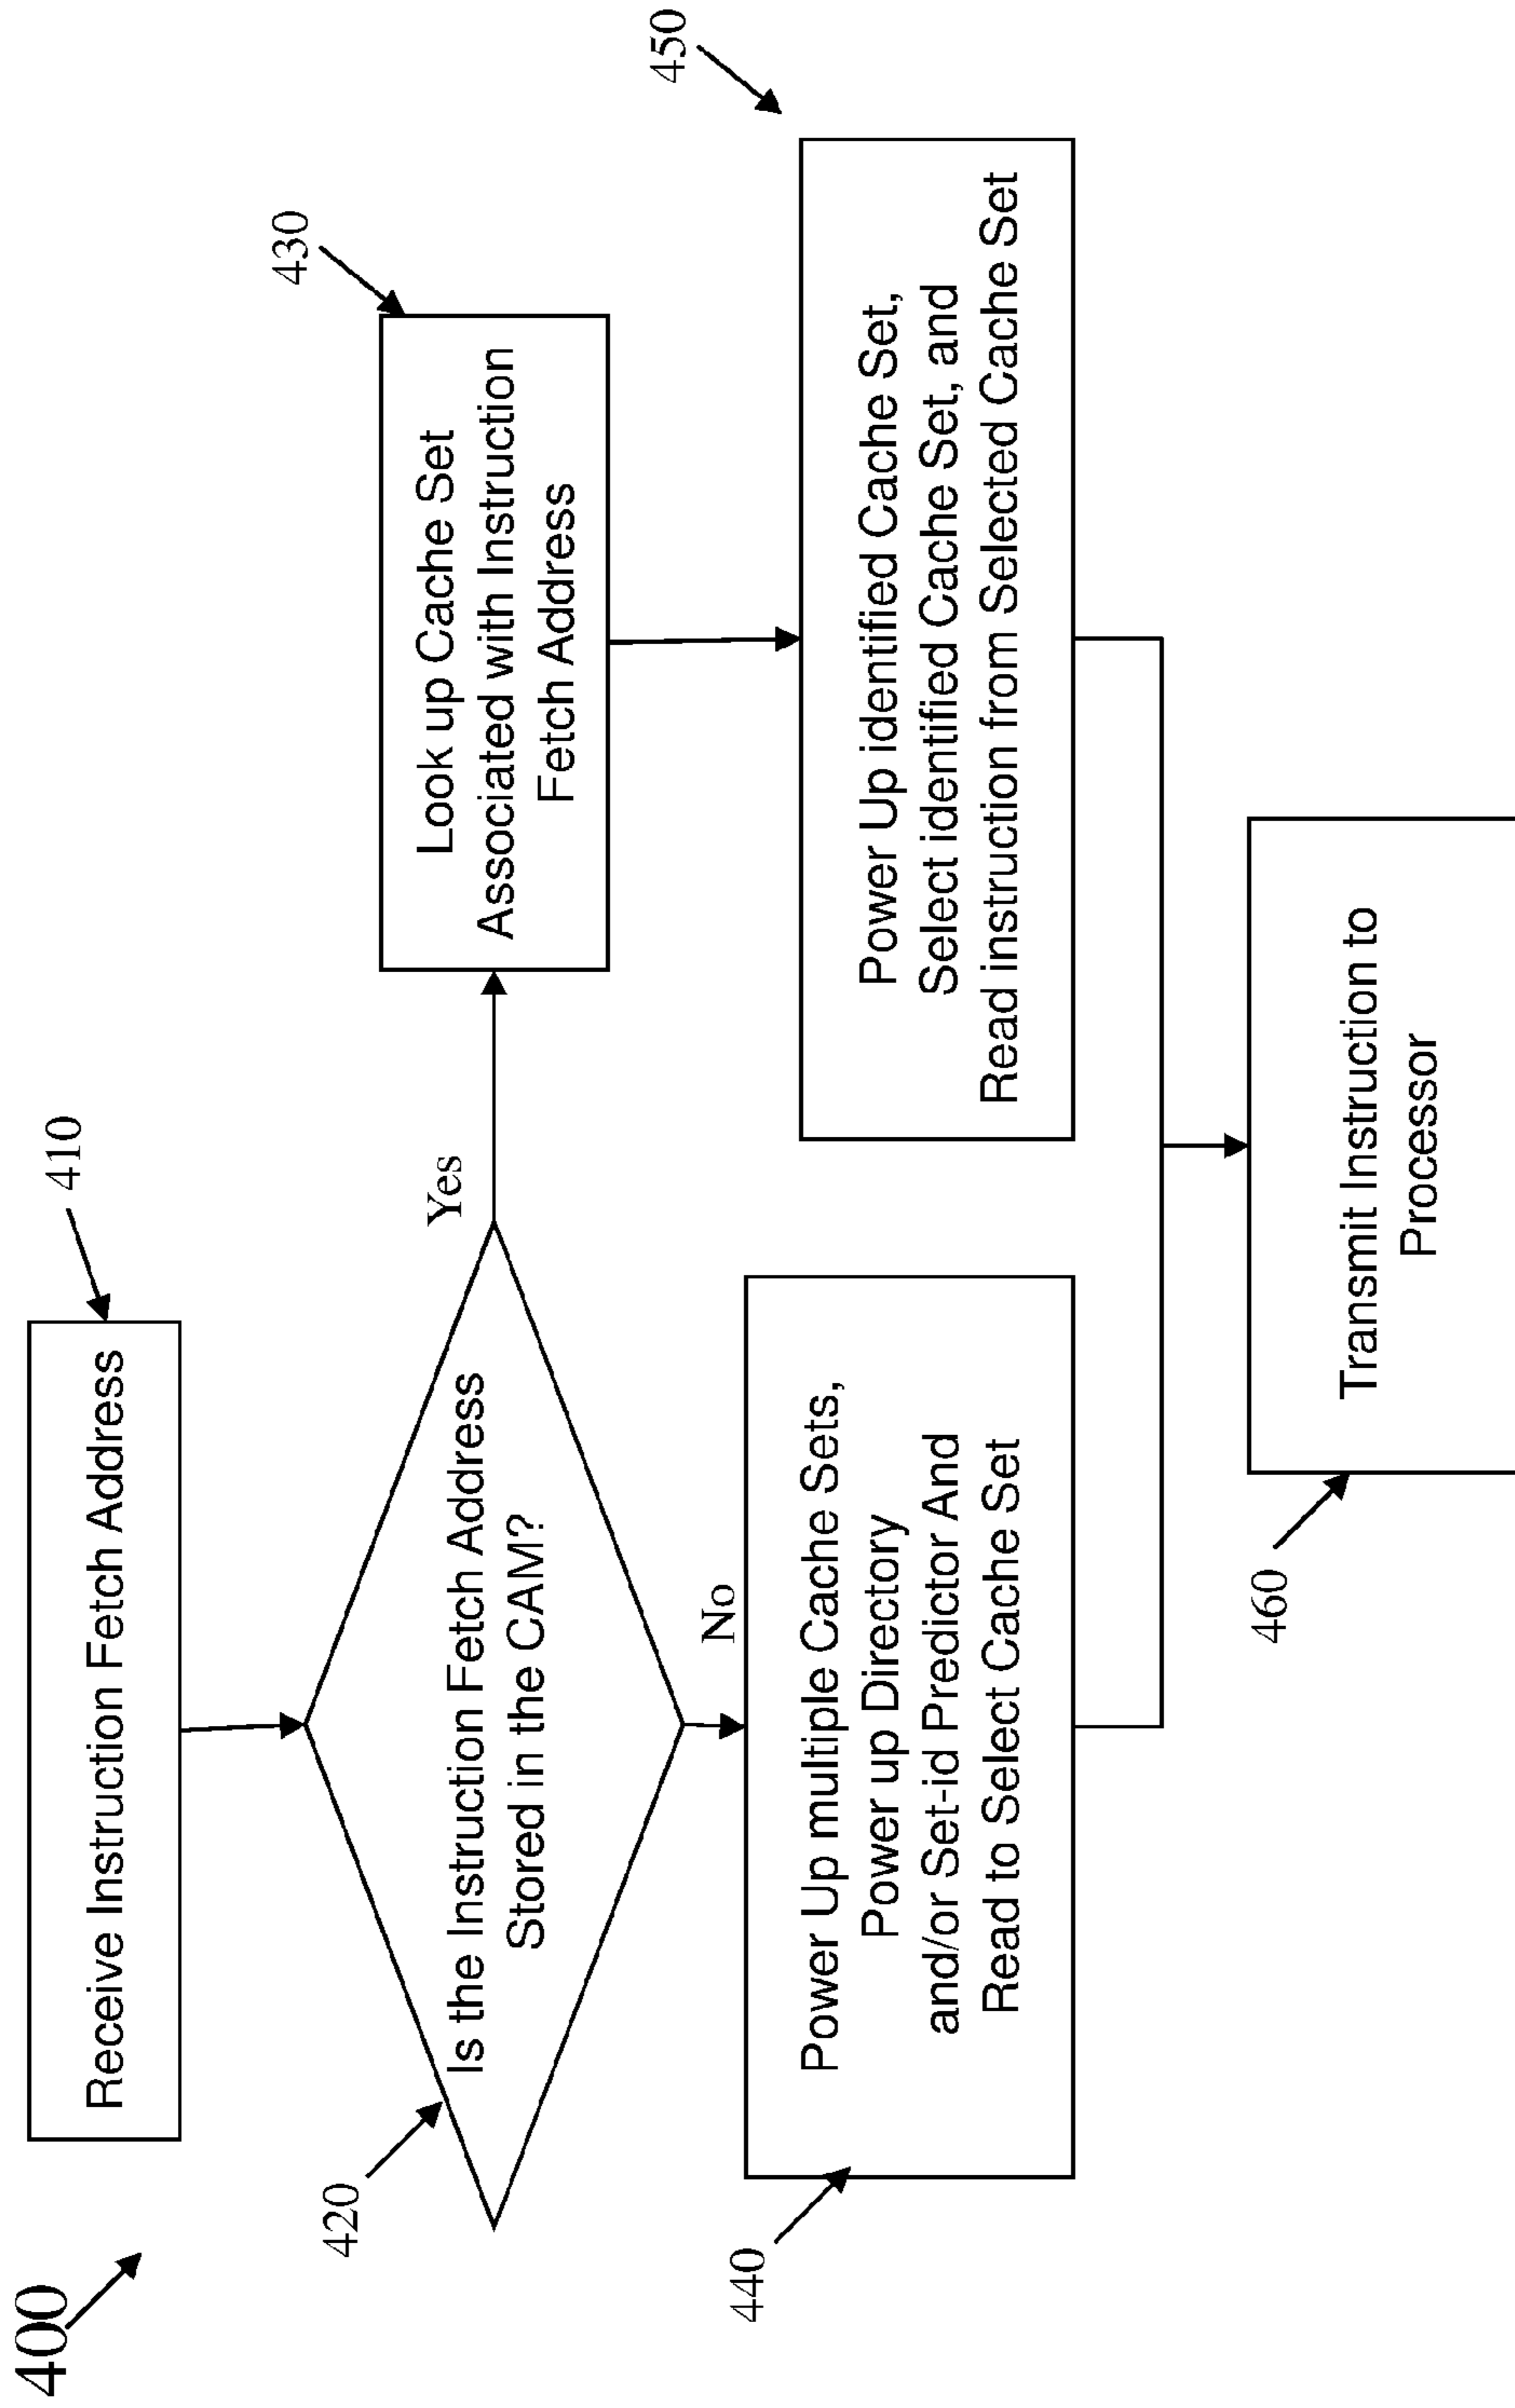 400
410
Receive Instruction Fetch Address
420
Is the Instruction Fetch Address
Stored in the CAM?
Yes
430
Look up Cache Set
Associated with Instruction
Fetch Address
No
440
Power Up multiple Cache Sets,
Power up Directory
and/or Set-id Predictor And
Read to Select Cache Set
450
Power Up identified Cache Set,
Select identified Cache Set, and
Read instruction from Selected Cache Set
460
Transmit Instruction to
Processor